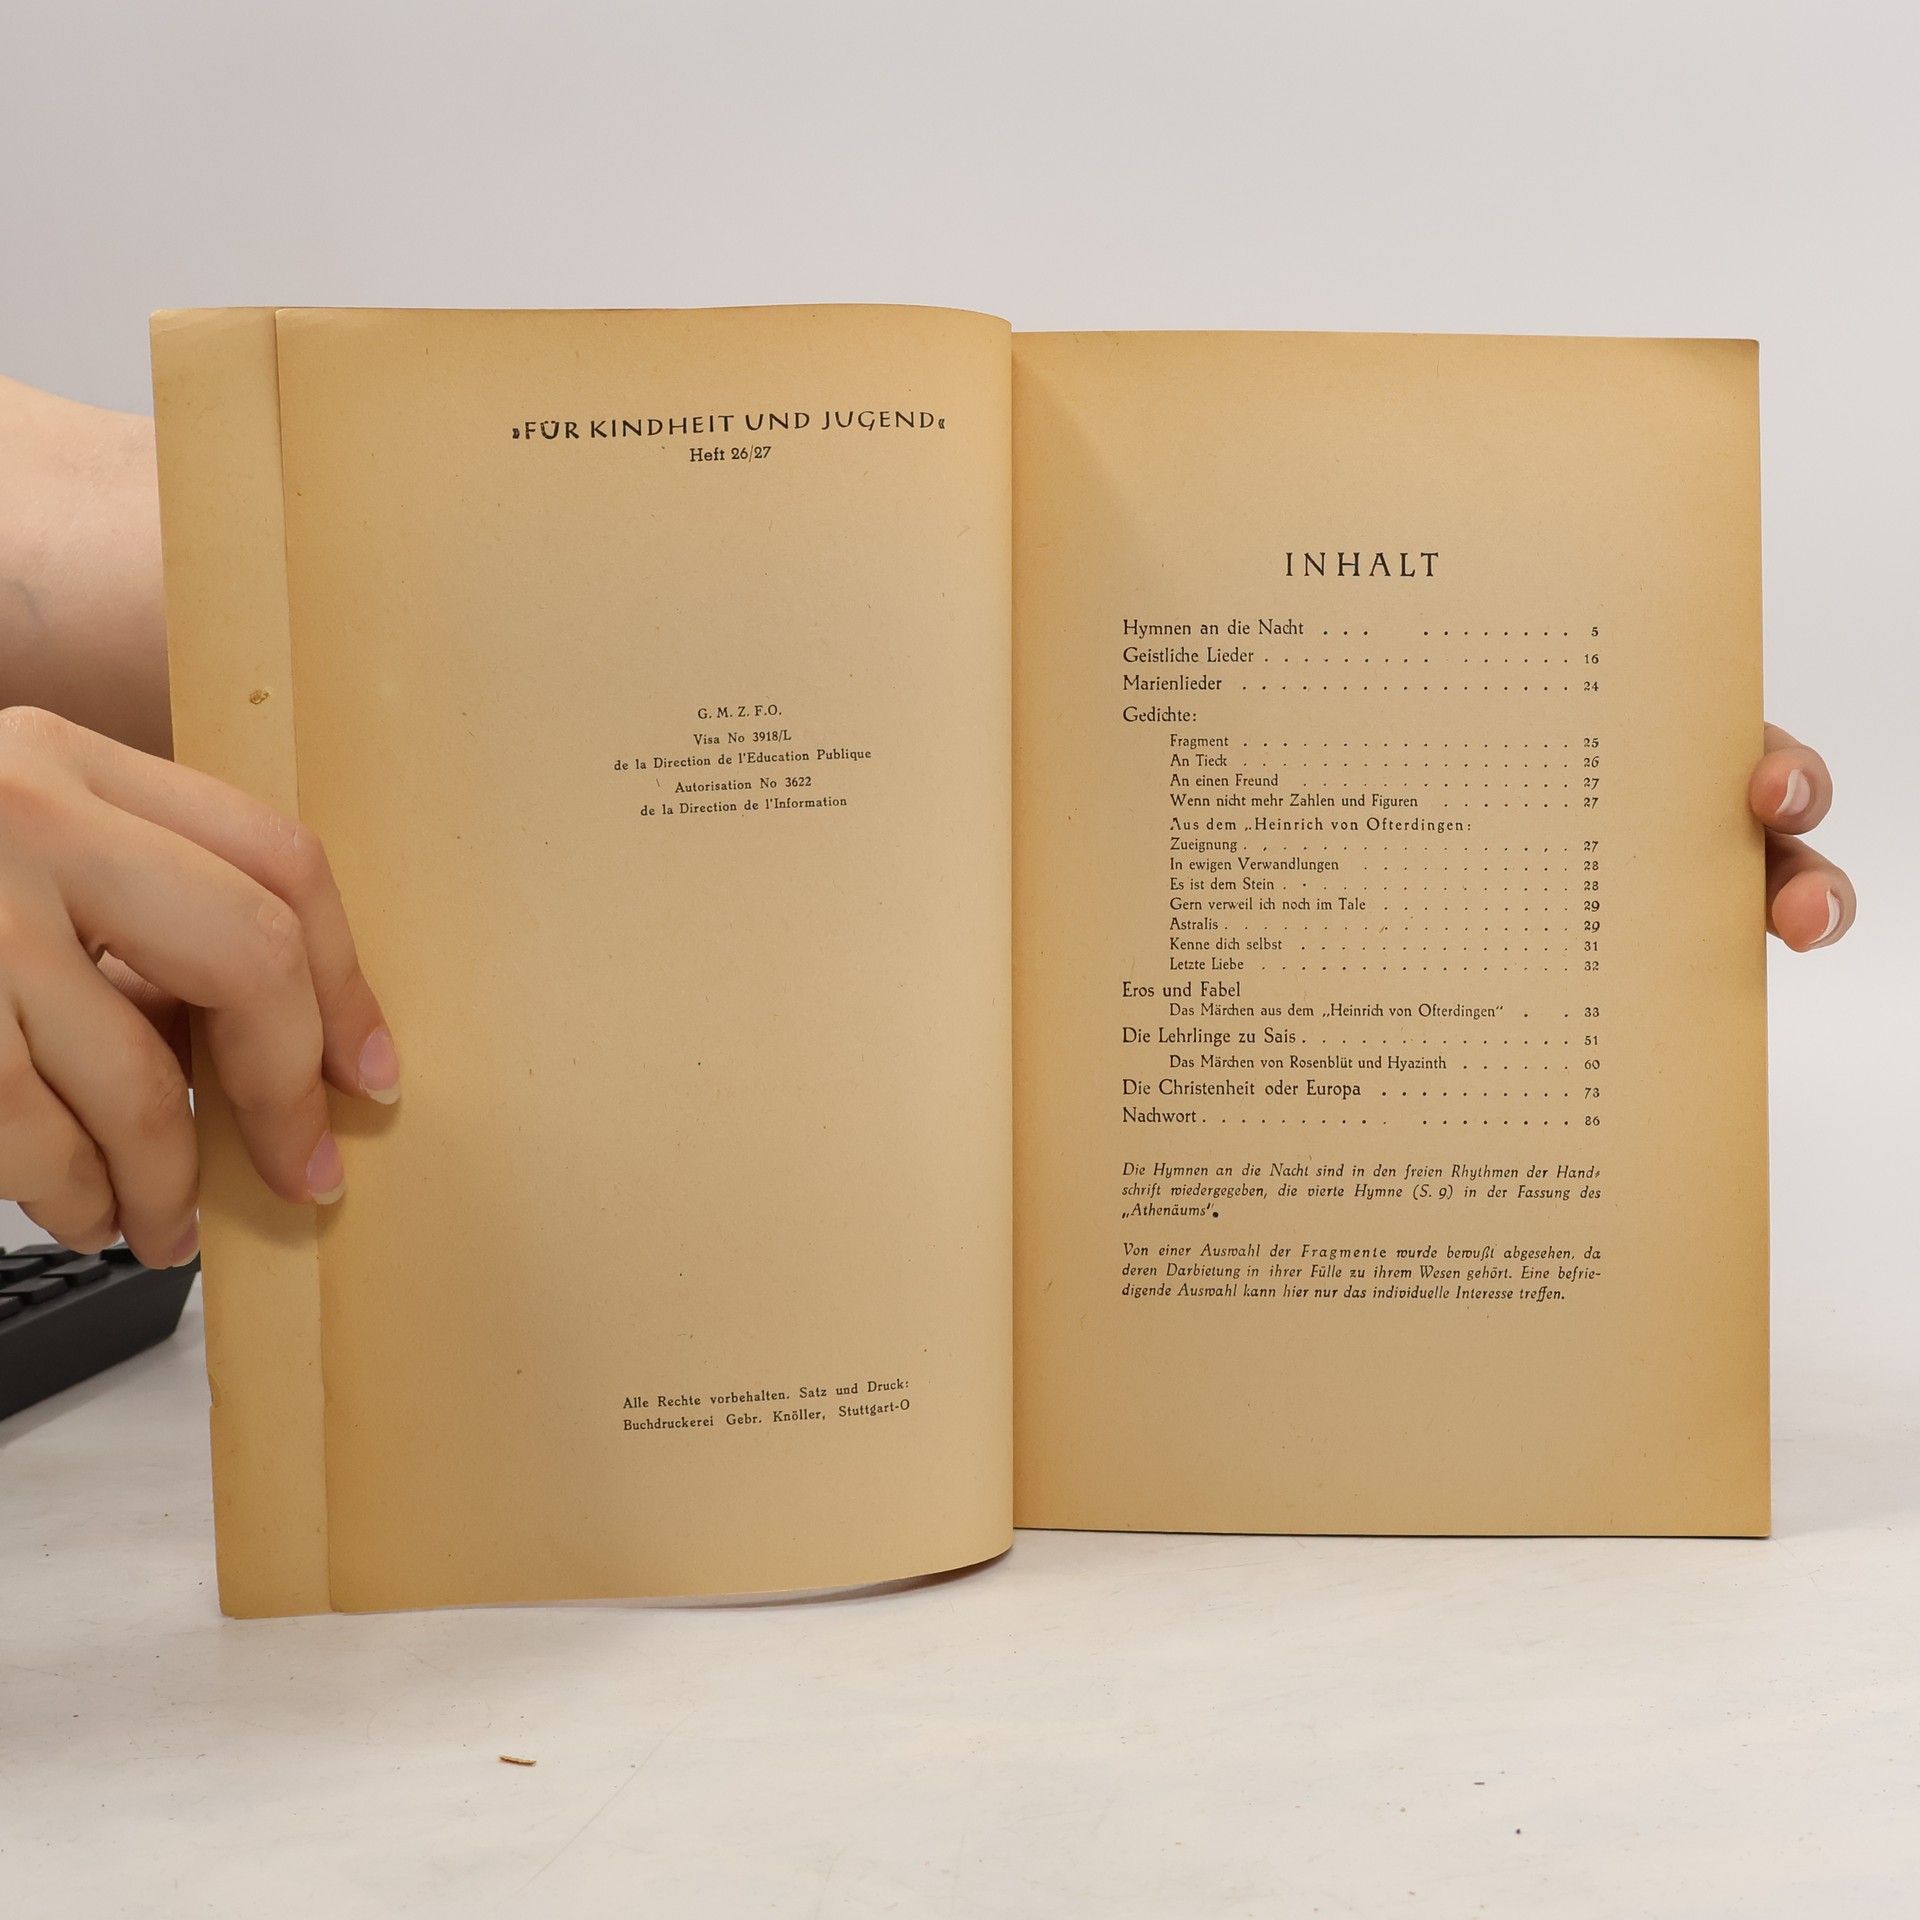 »FÜR KINDHEIT UND JUGEND«
Heft 26/27
G. M. Z. F.O.
Visa No 3918/L
de la Direction de l'Education Publique
Autorisation No 3622
de la Direction de l'Information
Alle Rechte vorbehalten. Satz und Druck:
Buchdruckerei Gebr. Knöller, Stuttgart-O
INHALT
Hymnen an die Nacht . . . . . . . . . . . 5
Geistliche Lieder . . . . . . . . . . . . . . . 16
Marienlieder . . . . . . . . . . . . . . . . . 24
Gedichte:
Fragment . . . . . . . . . . . . . . . . . 25
An Tieck . . . . . . . . . . . . . . . . . 26
An einen Freund . . . . . . . . . . . . . . 27
Wenn nicht mehr Zahlen und Figuren . . . . . . . 27
Aus dem „Heinrich von Ofterdingen:
Zueignung . . . . . . . . . . . . . . . . . 27
In ewigen Verwandlungen . . . . . . . . . . . 28
Es ist dem Stein . . . . . . . . . . . . . . . 28
Gern verweil ich noch im Tale . . . . . . . . . . 29
Astralis . . . . . . . . . . . . . . . . . . 29
Kenne dich selbst . . . . . . . . . . . . . . 31
Letzte Liebe . . . . . . . . . . . . . . . . 32
Eros und Fabel
Das Märchen aus dem „Heinrich von Ofterdingen“ . . 33
Die Lehrlinge zu Sais . . . . . . . . . . . . . . 51
Das Märchen von Rosenblüt und Hyazinth . . . . . . 60
Die Christenheit oder Europa . . . . . . . . . . 73
Nachwort . . . . . . . . . . . . . . . . . . 86
Die Hymnen an die Nacht sind in den freien Rhythmen der Hand-
schrift wiedergegeben, die vierte Hymne (S. 9) in der Fassung des
„Athenäums'.
Von einer Auswahl der Fragmente wurde bewußt abgesehen, da
deren Darbietung in ihrer Fülle zu ihrem Wesen gehört. Eine befrie-
digende Auswahl kann hier nur das individuelle Interesse treffen.